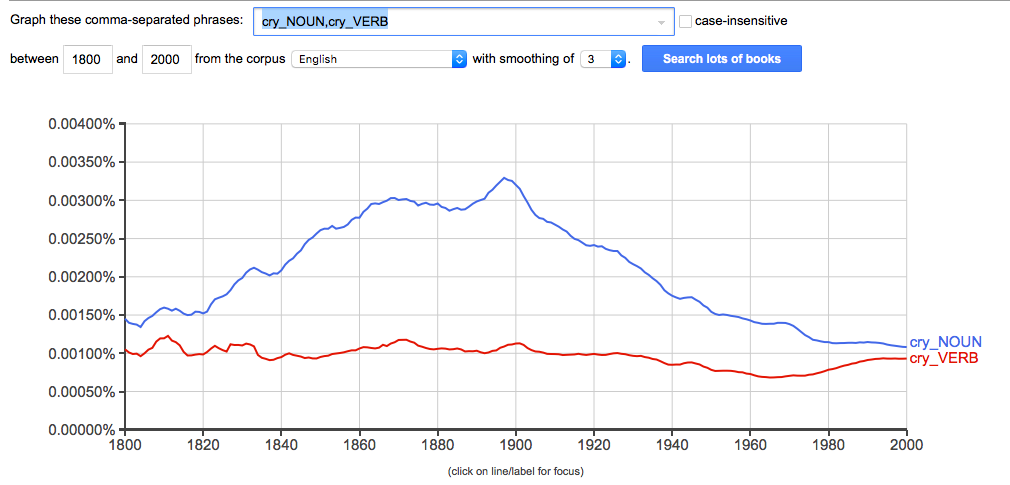 Graph these comma-separated phrases: cry_NOUN,cry_VERB case-insensitive
between 1800 and 2000 from the corpus English with smoothing of 3 . Search lots of books
0.00400%
0.00350%
0.00300%
0.00250%
0.00200%
0.00150%
0.00100%
0.00050%
0.00000%
cry_NOUN
cry_VERB
1800 1820 1840 1860 1880 1900 1920 1940 1960 1980 2000
(click on line/label for focus)